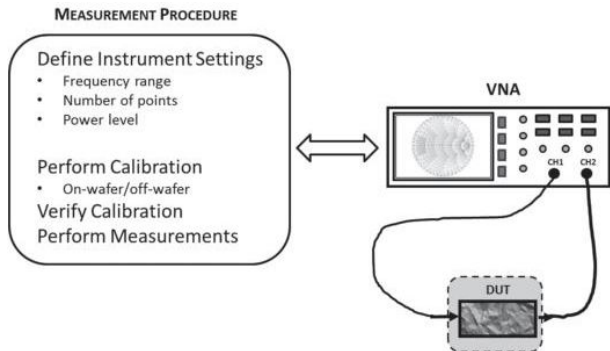 MEASUREMENT PROCEDURE
Define Instrument Settings
• Frequency range
• Number of points
• Power level
Perform Calibration
• On-wafer/off-wafer
Verify Calibration
Perform Measurements
VNA
CH1 CH2
DUT